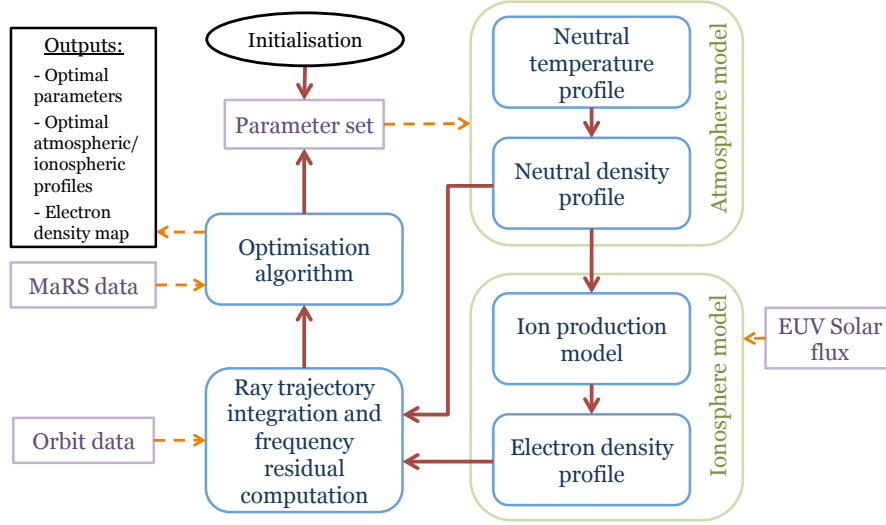 Outputs:
- Optimal
parameters
- Optimal
atmospheric/
ionospheric
profiles
- Electron
density map
Initialisation
Parameter set
Neutral
temperature
profile
Neutral density
profile
Atmosphere model
Optimisation
algorithm
MaRS data
Ion production
model
Electron density
profile
Ionosphere model
EUV Solar
flux
Ray trajectory
integration and
frequency
residual
computation
Orbit data